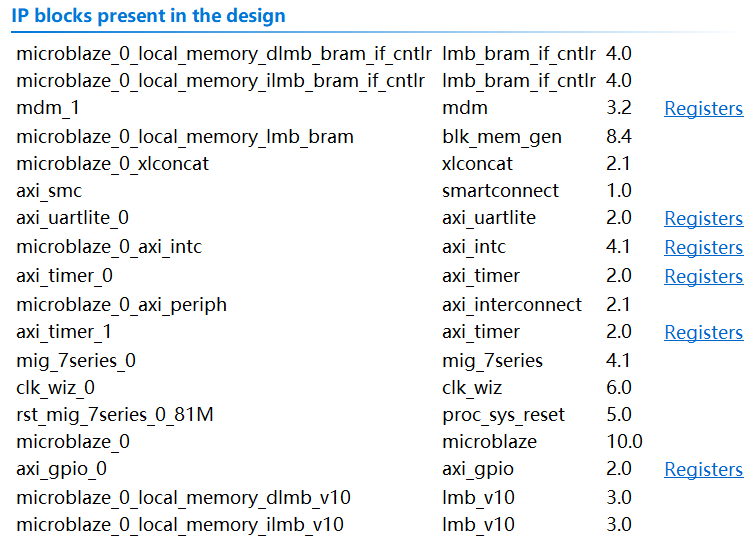 IP blocks present in the design
microblaze_0_local_memory_dlmb_bram_if_cntlr lmb_bram_if_cntlr 4.0
microblaze_0_local_memory_ilmb_bram_if_cntlr lmb_bram_if_cntlr 4.0
mdm_1 mdm 3.2 Registers
microblaze_0_local_memory_lmb_bram blk_mem_gen 8.4
microblaze_0_xlconcat xlconcat 2.1
axi_smc smartconnect 1.0
axi_uartlite_0 axi_uartlite 2.0 Registers
microblaze_0_axi_intc axi_intc 4.1 Registers
axi_timer_0 axi_timer 2.0 Registers
microblaze_0_axi_periph axi_interconnect 2.1
axi_timer_1 axi_timer 2.0 Registers
mig_7series_0 mig_7series 4.1
clk_wiz_0 clk_wiz 6.0
rst_mig_7series_0_81M proc_sys_reset 5.0
microblaze_0 microblaze 10.0
axi_gpio_0 axi_gpio 2.0 Registers
microblaze_0_local_memory_dlmb_v10 lmb_v10 3.0
microblaze_0_local_memory_ilmb_v10 lmb_v10 3.0